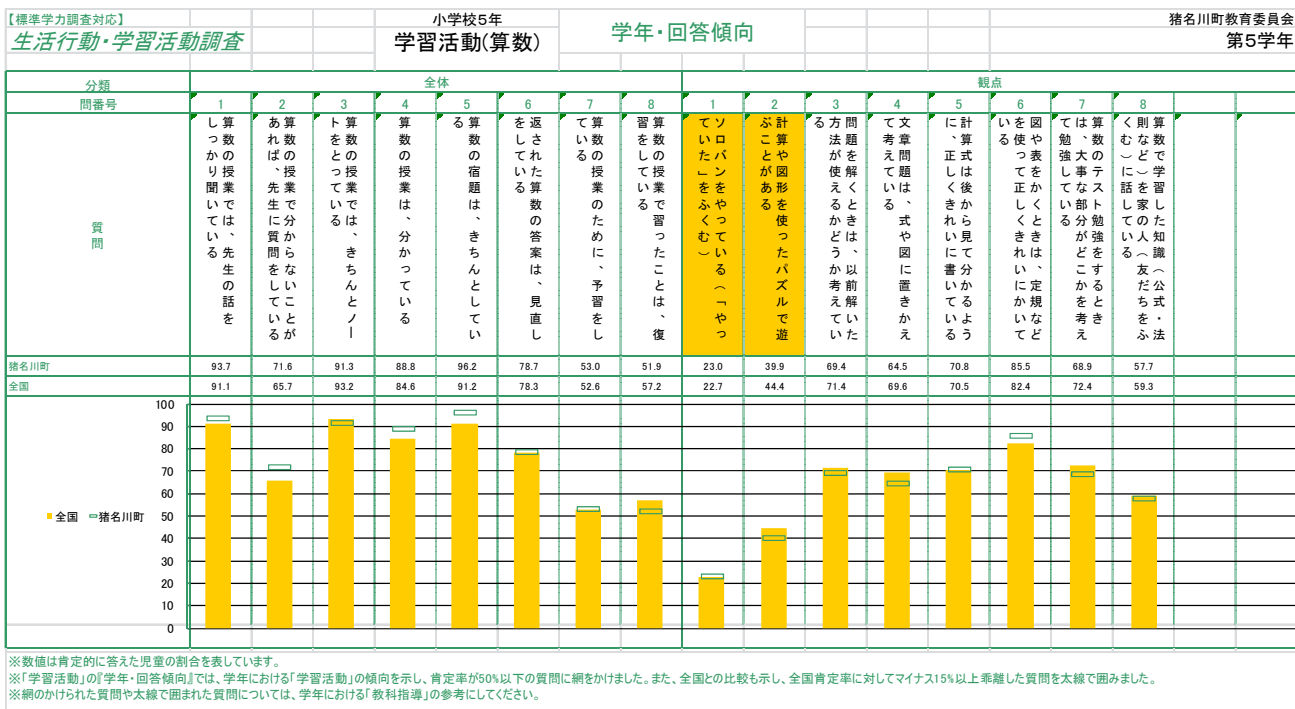 【標準学力調査対応】
小学校5年
猪名川町教育委員会
生活行動・学習活動調査
学習活動(算数)
学年・回答傾向
第5学年
分類
全体
観点
問番号
1 2 3 4 5 6 7 8 1 2 3 4 5 6 7 8
質問
算数の授業では、先生の話を
しっかり聞いている
算数の授業で分からないことが
あれば、先生に質問をしている
算数の授業では、きちんとノー
トをとっている
算数の授業は、分かっている
算数の宿題は、きちんとしてい
る
返された算数の答案は、見直し
をしている
算数の授業のために、予習をし
ている
算数の授業で習ったことは、復
習をしている
ソロバンをやっている(「やっ
ていた」をふくむ)
計算や図形を使ったパズルで遊
ぶことがある
問題を解くときは、以前解いた
方法が使えるかどうか考えてい
る
文章問題は、式や図に置きかえ
て考えている
計算式は後から見て分かるよう
に、正しくきれいに書いている
図や表をかくときは、定規など
を使って正しくきれいにかいて
いる
算数のテスト勉強をするとき
は、大事な部分がどこかを考え
て勉強している
算数で学習した知識(公式・法
則など)を家の人(友だちをふ
くむ)に話している
猪名川町 93.7 71.6 91.3 88.8 96.2 78.7 53.0 51.9 23.0 39.9 69.4 64.5 70.8 85.5 68.9 57.7
全国 91.1 65.7 93.2 84.6 91.2 78.3 52.6 57.2 22.7 44.4 71.4 69.6 70.5 82.4 72.4 59.3
100
90
80
70
60
50
40
30
20
10
0
全国 猪名川町
※数値は肯定的に答えた児童の割合を表しています。
※「学習活動」の『学年・回答傾向』では、学年における「学習活動」の傾向を示し、肯定率が50%以下の質問に網をかけました。また、全国との比較も示し、全国肯定率に対してマイナス15%以上乖離した質問を太線で囲みました。
※網のかけられた質問や太線で囲まれた質問については、学年における「教科指導」の参考にしてください。